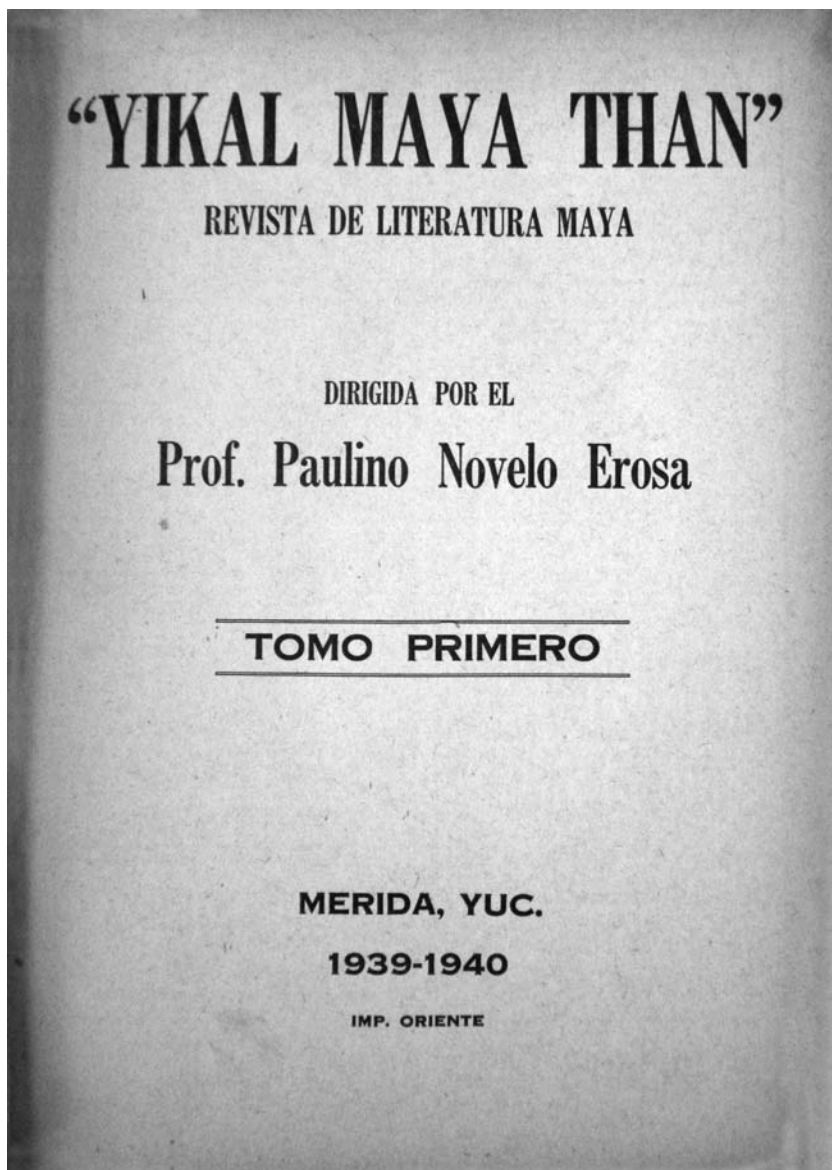 “YIKAL MAYA THAN”
REVISTA DE LITERATURA MAYA
DIRIGIDA POR EL
Prof. Paulino Novelo Erosa
TOMO PRIMERO
MERIDA, YUC.
1939-1940
IMP. ORIENTE